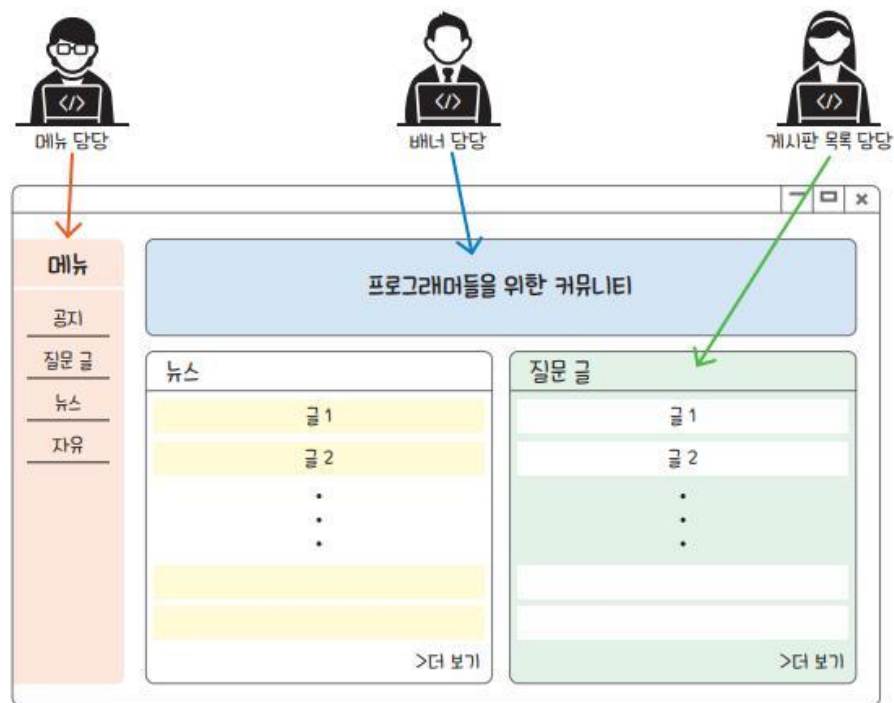 </> </> </>
메뉴 담당 배너 담당 게시판 목록 담당
메뉴
공지
질문 글
뉴스
자유
프로그래머들을 위한 커뮤니티
뉴스
글 1
글 2
>더 보기
질문 글
글 1
글 2
>더 보기